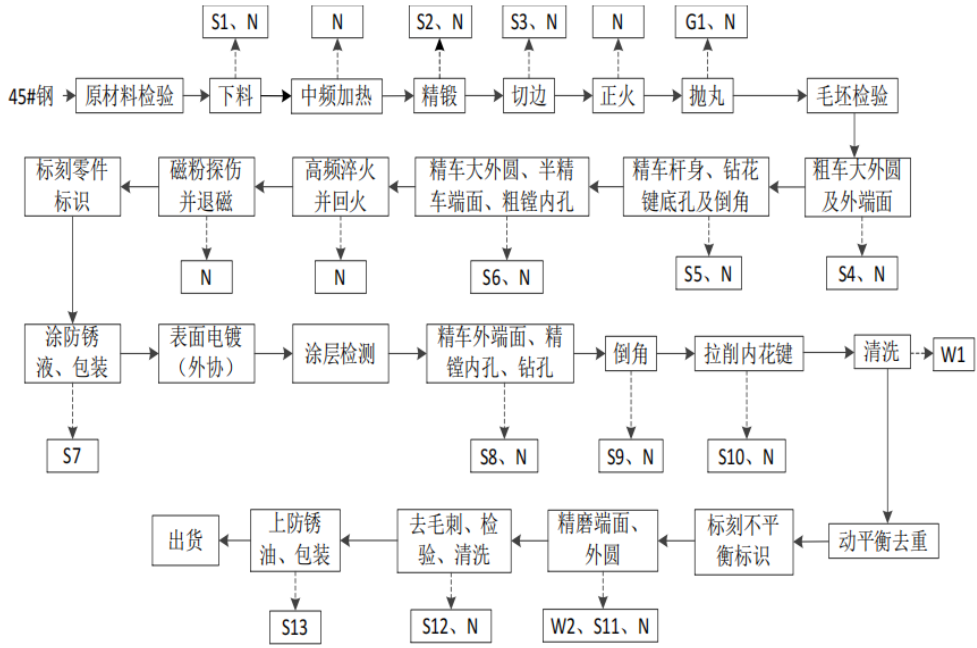 S1、N
N
S2、N
S3、N
N
G1、N
45#钢
原材料检验
下料
中频加热
精锻
切边
正火
抛丸
毛坯检验
标刻零件
标识
磁粉探伤
并退磁
高频淬火
并回火
精车大外圆、半精
车端面、粗镗内孔
精车杆身、钻花
键底孔及倒角
粗车大外圆
及外端面
N
N
S6、N
S5、N
S4、N
涂防锈
液、包装
表面电镀
（外协）
涂层检测
精车外端面、精
镗内孔、钻孔
倒角
拉削内花键
清洗
W1
S7
S8、N
S9、N
S10、N
出货
上防锈
油、包装
去毛刺、检
验、清洗
精磨端面、
外圆
标刻不平
衡标识
动平衡去重
S13
S12、N
W2、S11、N